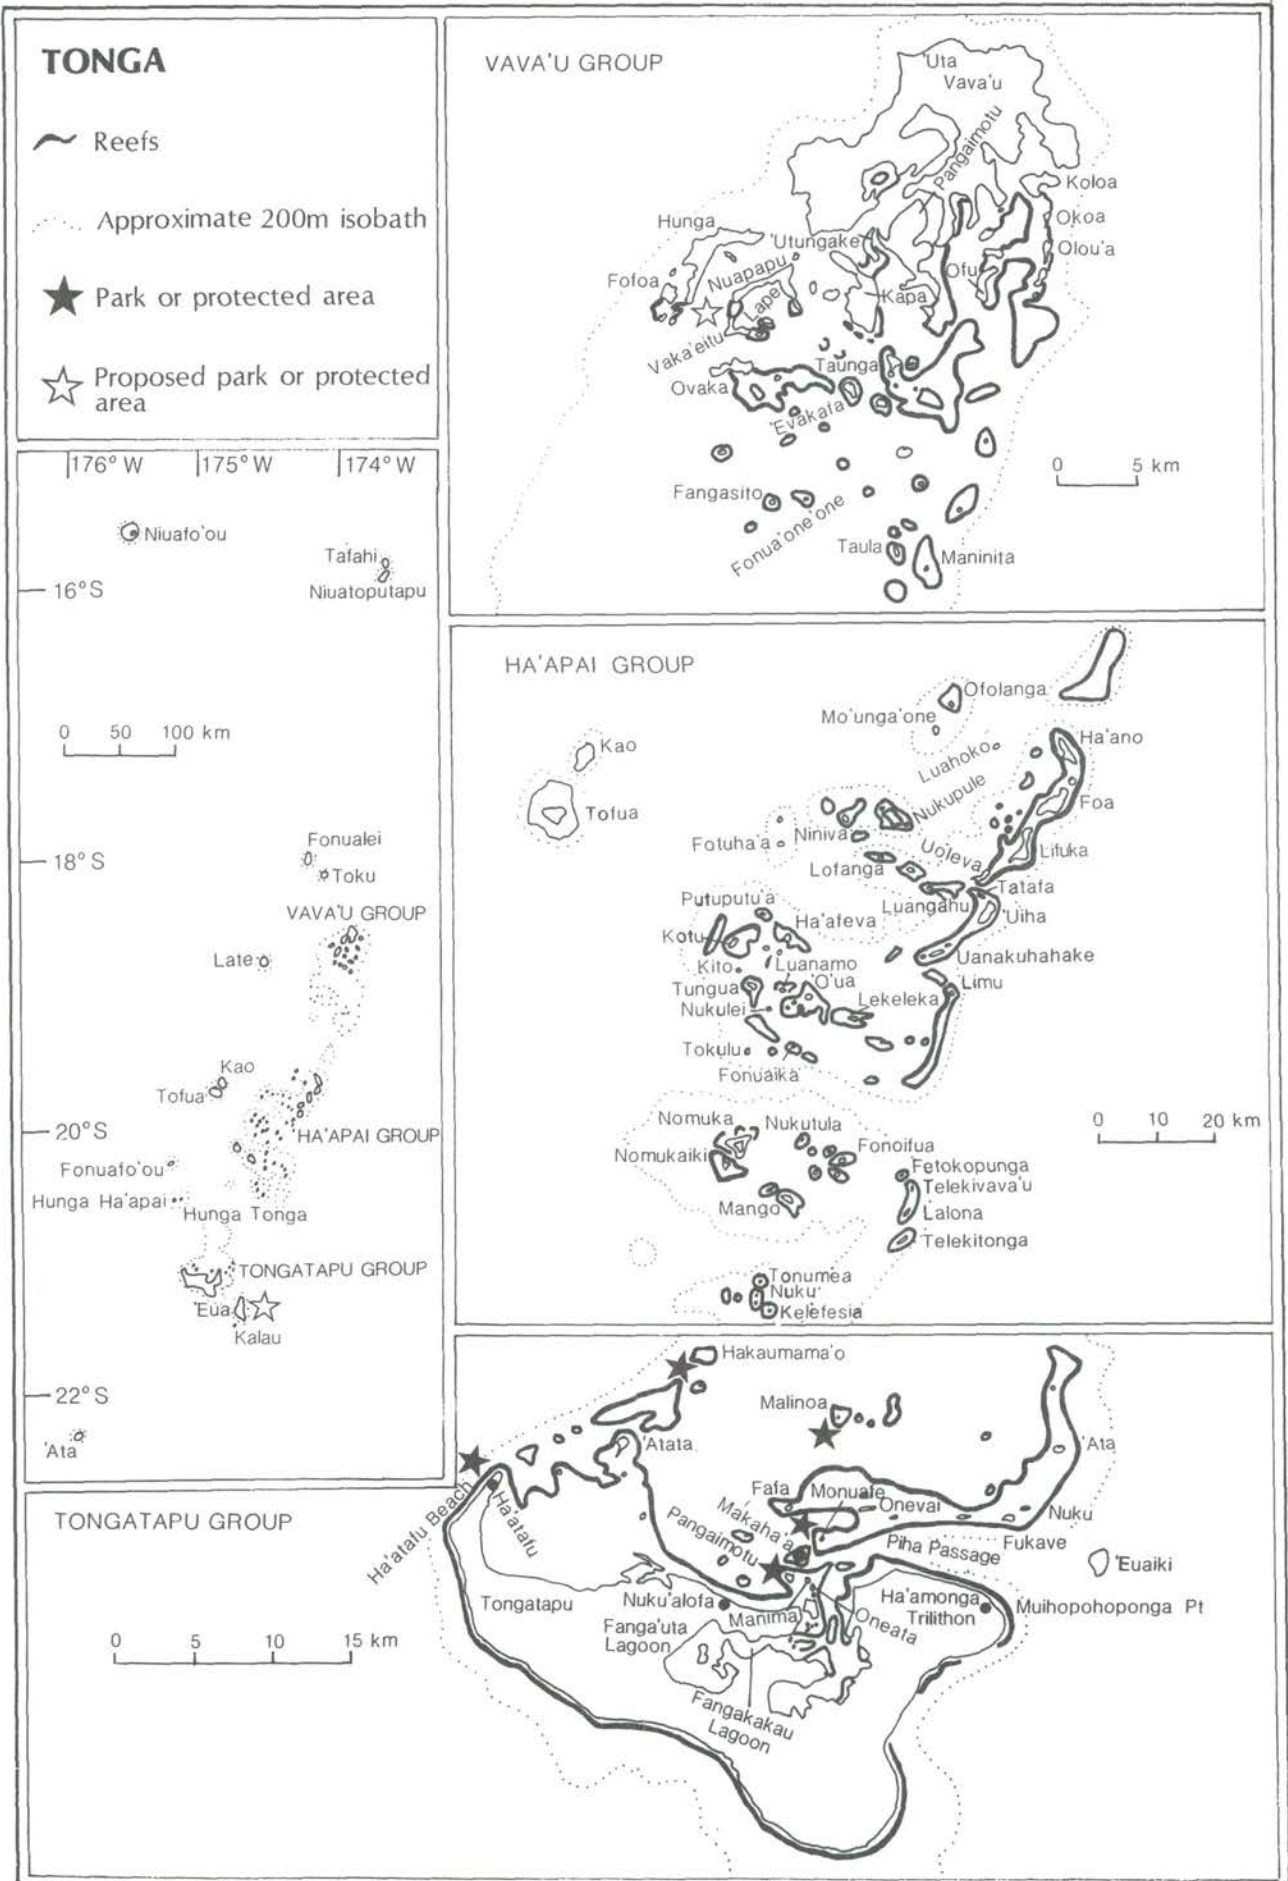 TONGA
Reefs
Approximate 200m isobath
Park or protected area
Proposed park or protected
area
176° W
175° W
174° W
Niuafo'ou
Tafahi
Niuatoputapu
16°S
0 50 100 km
Fonualei
18°S
Toku
VAVA'U GROUP
Late
Kao
Tofua
20°S
HA'APAI GROUP
Fonuafo'ou
Hunga Ha'apai
Hunga Tonga
TONGATAPU GROUP
'Eua
Kalau
22°S
'Ata
VAVA'U GROUP
'Uta
Vava'u
Pangaimotu
Koloa
Okoa
Olou'a
Hunga
'Utungake
Nuapapu
Ofu
Fofoa
Lape
Kapa
Vaka'eitu
Taunga
Ovaka
'Evakafa
0 5 km
Fangasito
Fonua'one'one
Taula
Maninita
HA'APAI GROUP
Ofolanga
Mo'unga'one
Ha'ano
Luahoko
Kao
Nukupule
Foa
Tofua
Niniva
Fotuha'a
Uo'leva
Lifuka
Lofanga
Tatafa
Luangahu
'Uiha
Putuputu'a
Ha'afeva
Kotu
Uanakuhahake
Kito
Luanamo
Limu
Tungua
'O'ua
Lekeleka
Nukulei
Tokulu
Fonuaika
0 10 20 km
Nomuka
Nukutula
Fonoifua
Nomukaiki
Fetokopunga
Telekivava'u
Mango
Lalona
Telekitonga
Tonumea
Nuku
Kelefesia
TONGATAPU GROUP
Hakaumama'o
Malinoa
'Atata
'Ata
Ha'atafu Beach
Ha'atafu
Fafa
Monuafe
Onevai
Nuku
Makaha'a
Pangaimotu
Piha Passage
Fukave
'Euaiki
Tongatapu
Nuku'alofa
Manima
Oneata
Ha'amonga
Trilithon
Muihopohoponga Pt
Fanga'uta
Lagoon
0 5 10 15 km
Fangakakau
Lagoon